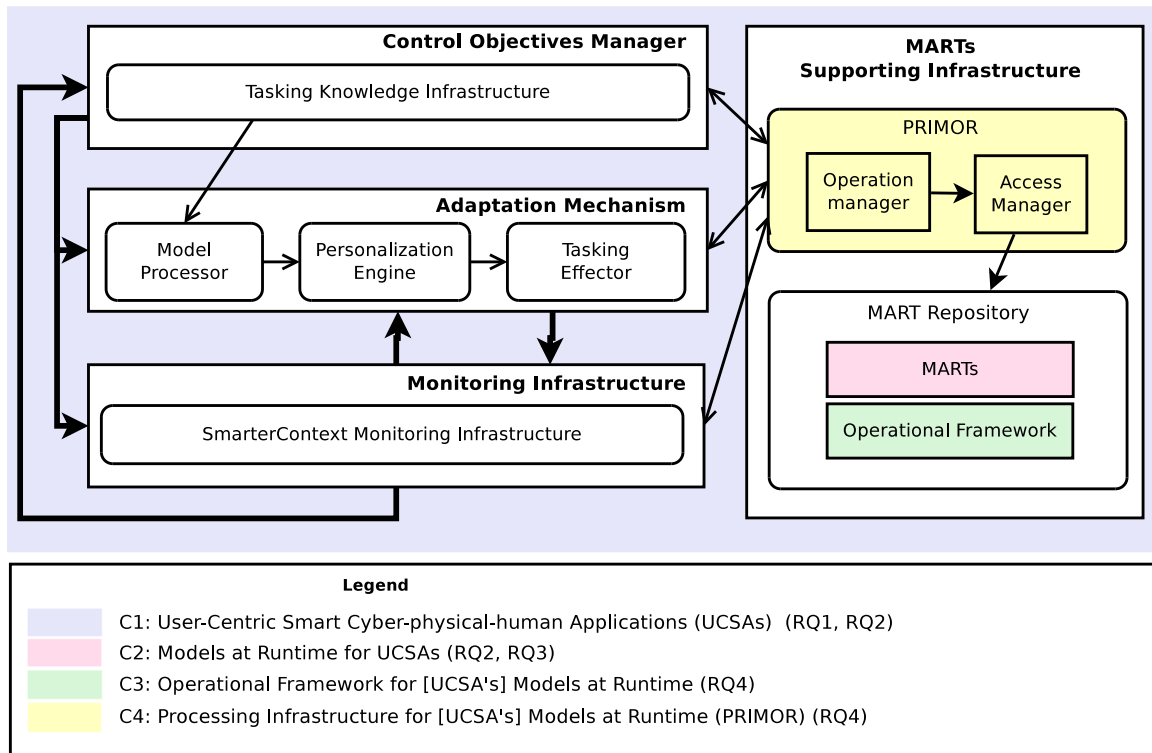 Control Objectives Manager
Tasking Knowledge Infrastructure
Adaptation Mechanism
Model
Processor
Personalization
Engine
Tasking
Effector
Monitoring Infrastructure
SmarterContext Monitoring Infrastructure
MARTs
Supporting Infrastructure
PRIMOR
Operation
manager
Access
Manager
MART Repository
MARTs
Operational Framework
Legend
C1: User-Centric Smart Cyber-physical-human Applications (UCSAs) (RQ1, RQ2)
C2: Models at Runtime for UCSAs (RQ2, RQ3)
C3: Operational Framework for [UCSA's] Models at Runtime (RQ4)
C4: Processing Infrastructure for [UCSA's] Models at Runtime (PRIMOR) (RQ4)